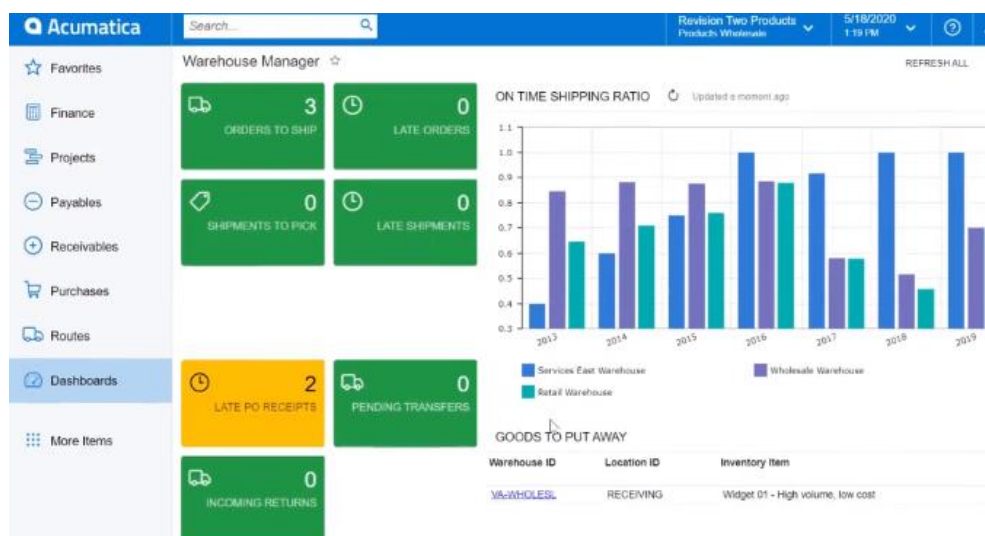 Acumatica
Search...
Revision Two Products
Products Wholesale
5/18/2020
1:19 PM
Favorites
Finance
Projects
Payables
Receivables
Purchases
Routes
Dashboards
More Items
Warehouse Manager
REFRESH ALL
3
ORDERS TO SHIP
0
LATE ORDERS
0
SHIPMENTS TO PICK
0
LATE SHIPMENTS
2
LATE PO RECEIPTS
0
PENDING TRANSFERS
0
INCOMING RETURNS
ON TIME SHIPPING RATIO
Updated a moment ago
1.1
1.0
0.9
0.8
0.7
0.6
0.5
0.4
0.3
2013 2014 2015 2016 2017 2018 2019
Services East Warehouse
Wholesale Warehouse
Retail Warehouse
GOODS TO PUT AWAY
Warehouse ID Location ID Inventory Item
VA-WHOLESL RECEIVING Widget 01 - High volume, low cost